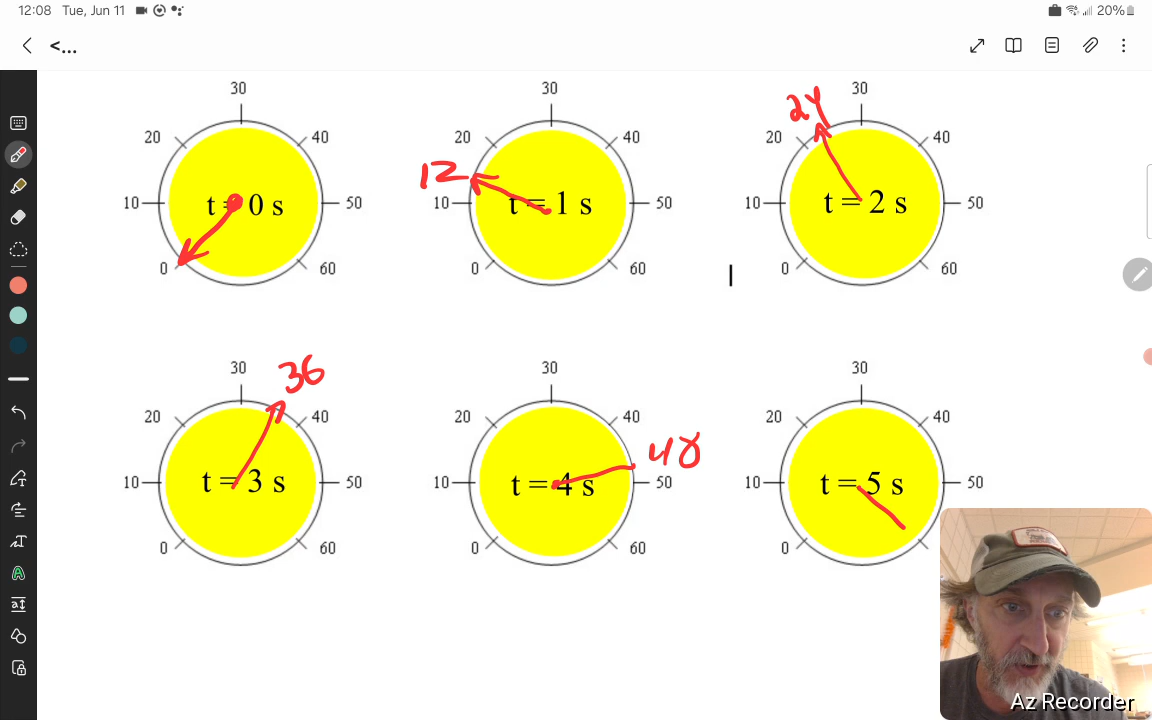 12:08 Tue, Jun 11 20%
<...
30 30 30
20 40 20 40 24 20 40
12
10 t = 0 s 50 10 t = 1 s 50 10 t = 2 s 50
0 60 0 60 0 60
36
30 30 30
20 40 20 40 20 40
48
10 t = 3 s 50 10 t = 4 s 50 10 t = 5 s 50
0 60 0 60 0
Az Recorder